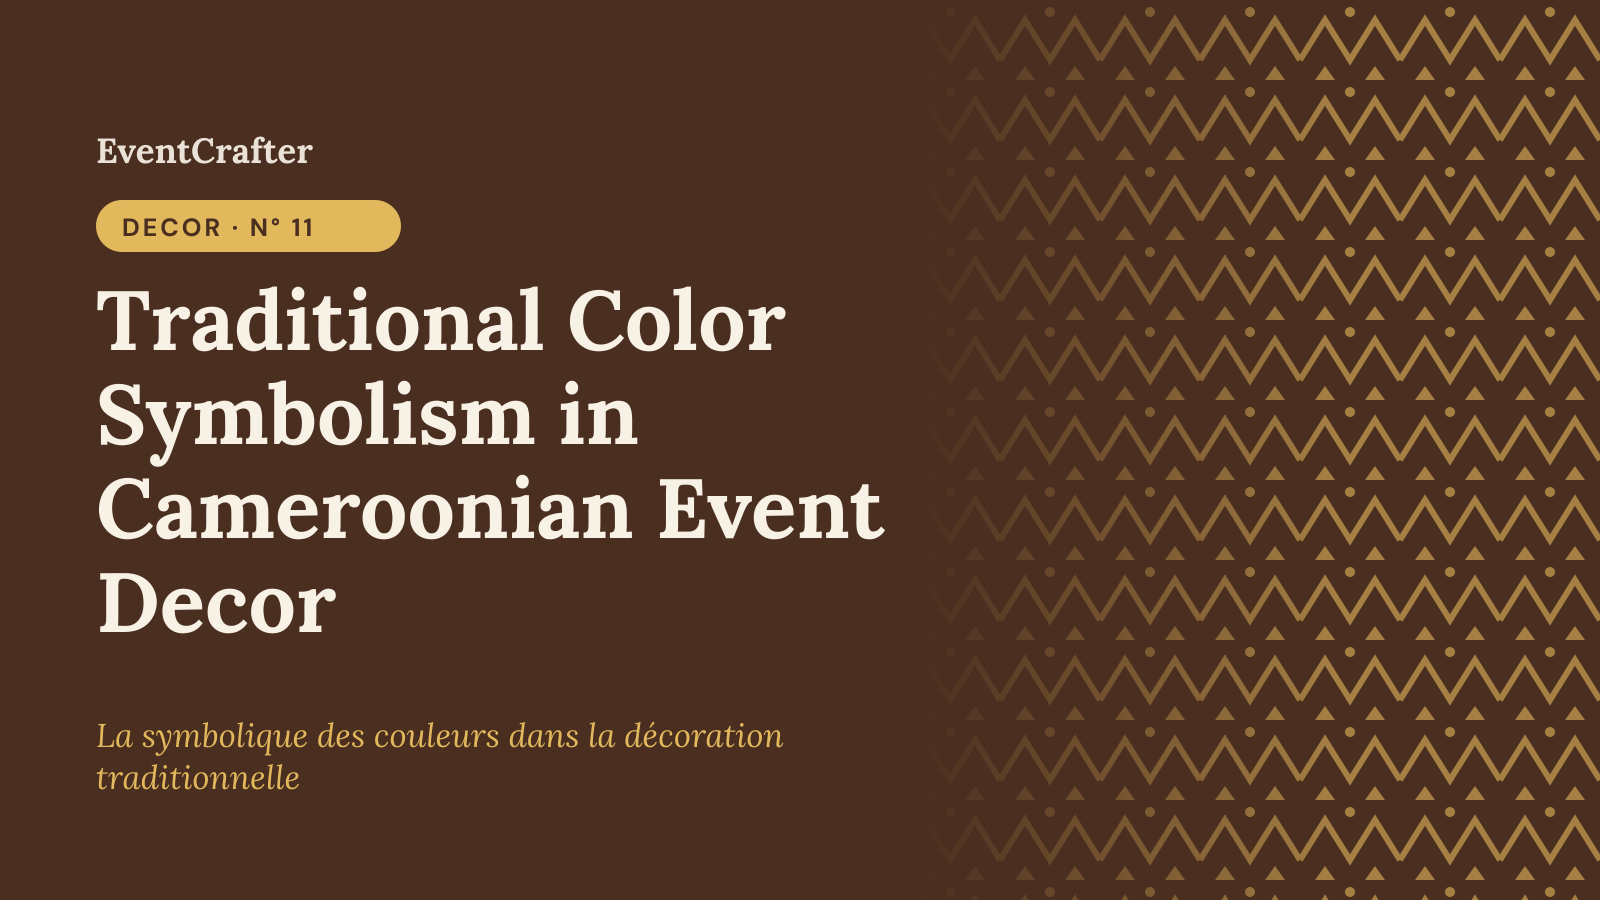 EventCrafter
DECOR · N° 11
Traditional Color
Symbolism in
Cameroonian Event
Decor
La symbolique des couleurs dans la décoration
traditionnelle